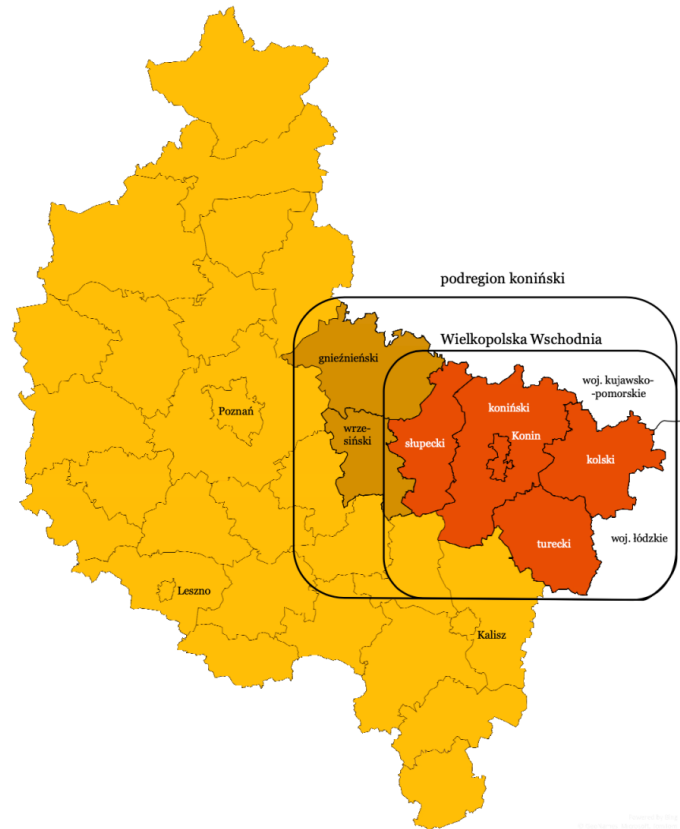 podregion koniński
Wielkopolska Wschodnia
gnieźnieński
woj. kujawsko-
-pomorskie
koniński
Poznań
wrze-
siński
słupecki
Konin
kolski
turecki
woj. łódzkie
Leszno
Kalisz